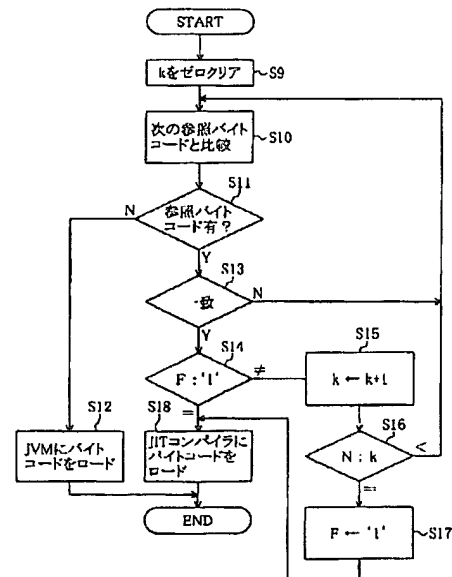 START
kをゼロクリア
S9
次の参照バイト
コードと比較
S10
S11
参照バイト
コード有?
N
Y
S13
一致
N
Y
S14
F:'1'
≠
=
S15
k ← k+1
S16
N:k
<
=
S12
JVMにバイト
コードをロード
S18
JITコンパイラに
バイトコードを
ロード
F ← '1'
S17
END